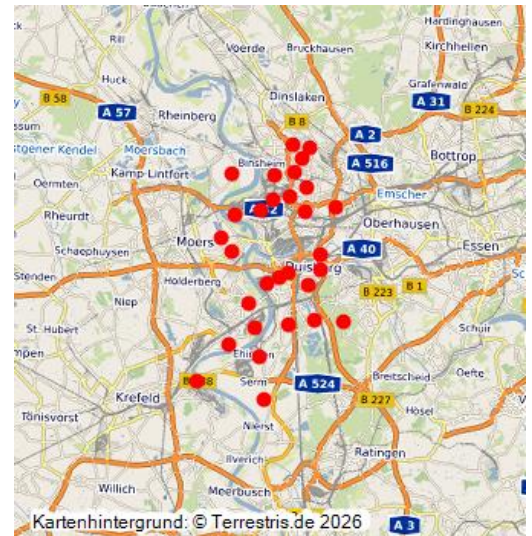 Bruckhausen
Hardinghausen
Rill
Voerde
Kirchhellen
Huck
Grafenwald
Dinslaken
B 58
A 31
A 57
Rheinberg
B 8
B 224
A 2
Moersbach
Bottrop
Binsheim
A 516
Kamp-Lintfort
Oermten
Emscher
Rheurdt
Oberhausen
Moers
A 40
Essen
Schaephuysen
Duisburg
Stenden
Holderberg
B 1
B 223
Niep
St. Hubert
Schuir
Serm
A 524
Breitscheid
Oefte
Krefeld
B 227
Hösel
Tönisvorst
Nierst
Ilverich
Ratingen
Willich
Meerbusch
Kartenhintergrund: © Terrestris.de 2026
A 3